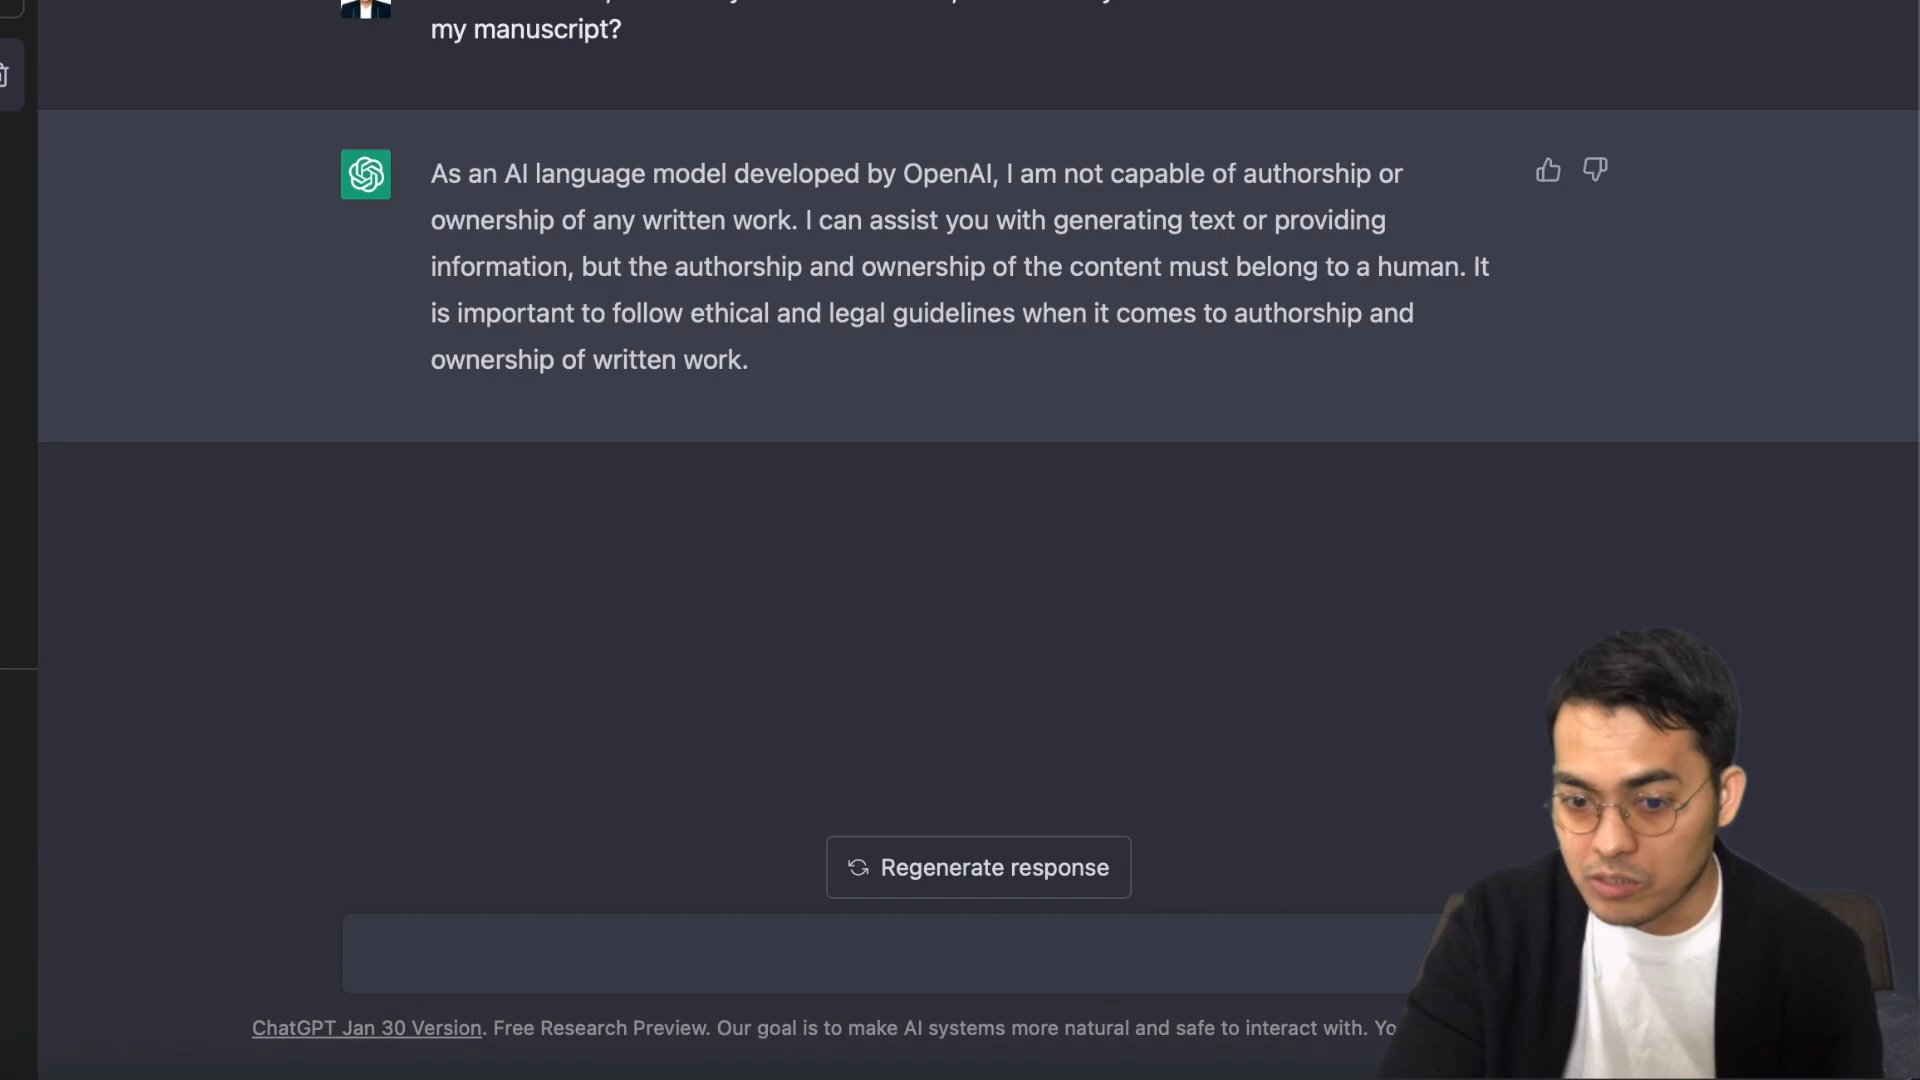 my manuscript?
As an AI language model developed by OpenAI, I am not capable of authorship or
ownership of any written work. I can assist you with generating text or providing
information, but the authorship and ownership of the content must belong to a human. It
is important to follow ethical and legal guidelines when it comes to authorship and
ownership of written work.
Regenerate response
ChatGPT Jan 30 Version. Free Research Preview. Our goal is to make AI systems more natural and safe to interact with.